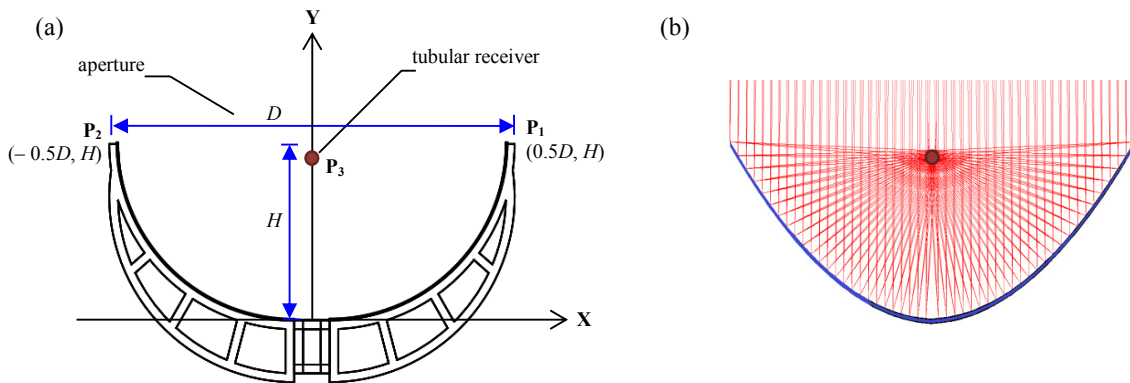 (a)
Y
(b)
tubular receiver
aperture
D
P₂
P₁
(– 0.5D, H)
(0.5D, H)
P₃
H
X